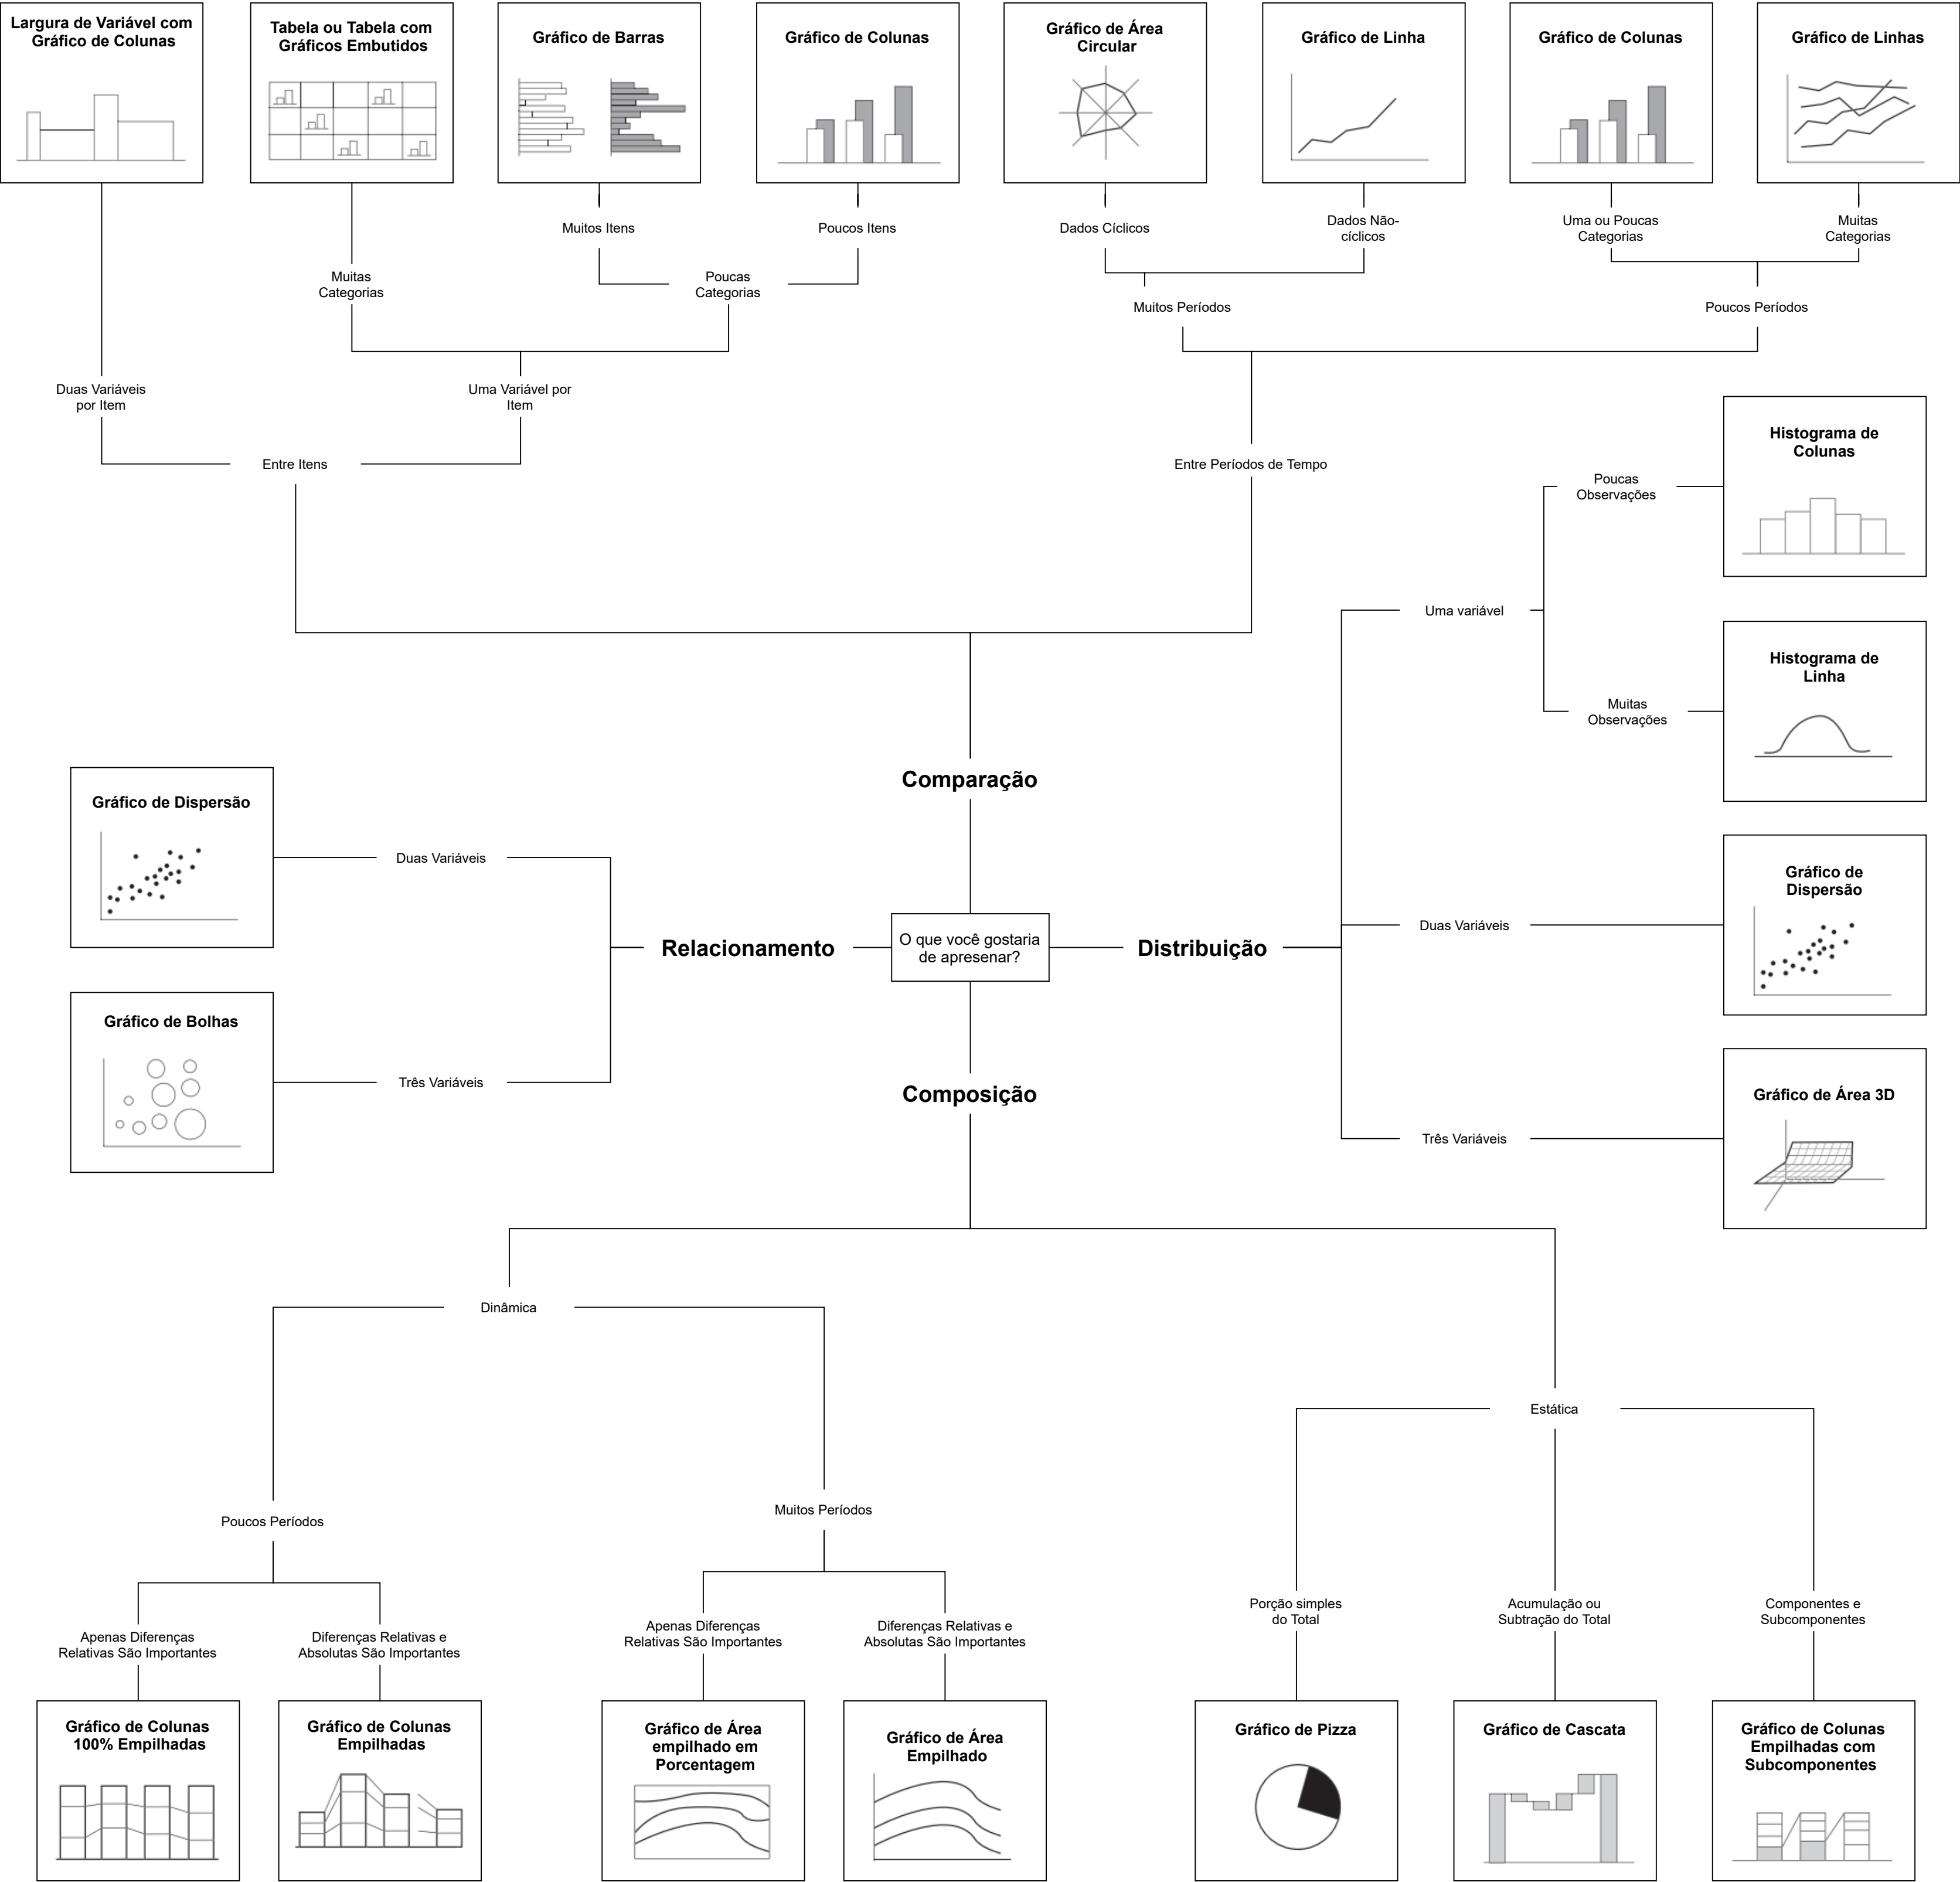 Largura de Variável com
Gráfico de Colunas
Tabela ou Tabela com
Gráficos Embutidos
Gráfico de Barras
Gráfico de Colunas
Gráfico de Área
Circular
Gráfico de Linha
Gráfico de Colunas
Gráfico de Linhas
Muitos Itens
Poucos Itens
Dados Cíclicos
Dados Não-
cíclicos
Uma ou Poucas
Categorias
Muitas
Categorias
Muitas
Categorias
Poucas
Categorias
Muitos Períodos
Poucos Períodos
Duas Variáveis
por Item
Uma Variável por
Item
Entre Itens
Entre Períodos de Tempo
Histograma de
Colunas
Poucas
Observações
Uma variável
Histograma de
Linha
Muitas
Observações
Comparação
Gráfico de Dispersão
Duas Variáveis
Gráfico de
Dispersão
Duas Variáveis
Relacionamento
O que você gostaria
de apresenar?
Distribuição
Gráfico de Bolhas
Três Variáveis
Composição
Gráfico de Área 3D
Três Variáveis
Dinâmica
Estática
Poucos Períodos
Muitos Períodos
Apenas Diferenças
Relativas São Importantes
Diferenças Relativas e
Absolutas São Importantes
Apenas Diferenças
Relativas São Importantes
Diferenças Relativas e
Absolutas São Importantes
Porção simples
do Total
Acumulação ou
Subtração do Total
Componentes e
Subcomponentes
Gráfico de Colunas
100% Empilhadas
Gráfico de Colunas
Empilhadas
Gráfico de Área
empilhado em
Porcentagem
Gráfico de Área
Empilhado
Gráfico de Pizza
Gráfico de Cascata
Gráfico de Colunas
Empilhadas com
Subcomponentes